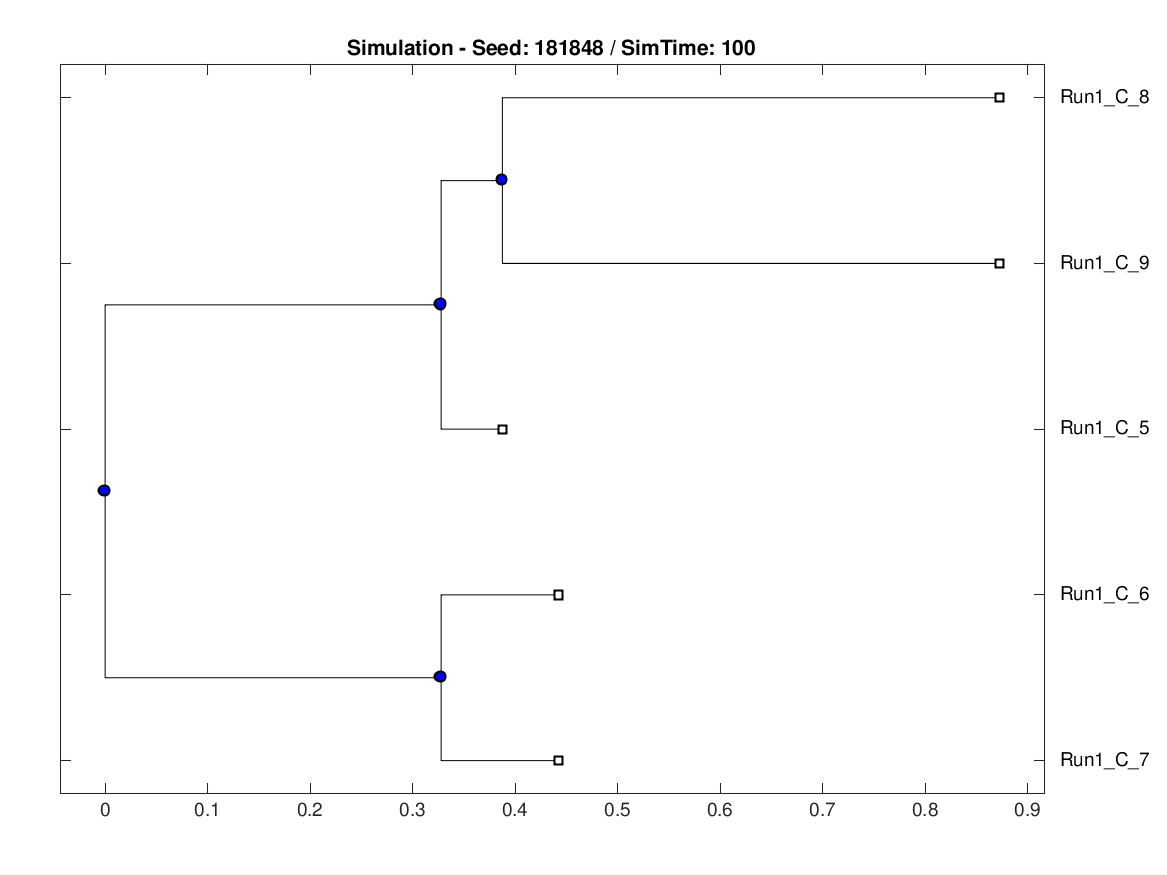 Simulation - Seed: 181848 / SimTime: 100
Run1_C_8
Run1_C_9
Run1_C_5
Run1_C_6
Run1_C_7
0 0.1 0.2 0.3 0.4 0.5 0.6 0.7 0.8 0.9